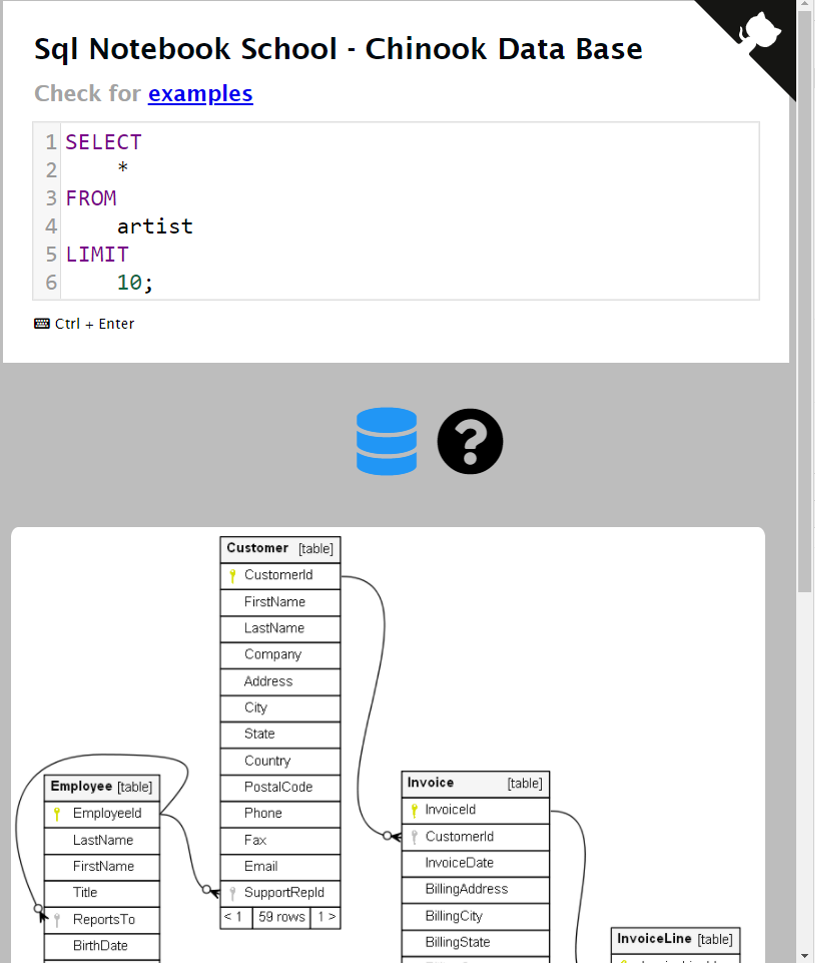 Sql Notebook School - Chinook Data Base
Check for examples
1 SELECT
2 *
3 FROM
4 artist
5 LIMIT
6 10;
Ctrl + Enter
?
Customer [table]
CustomerId
FirstName
LastName
Company
Address
City
State
Country
PostalCode
Phone
Fax
Email
SupportRepId
< 1 59 rows 1 >
Employee [table]
EmployeeId
LastName
FirstName
Title
ReportsTo
BirthDate
Invoice [table]
InvoiceId
CustomerId
InvoiceDate
BillingAddress
BillingCity
BillingState
InvoiceLine [table]